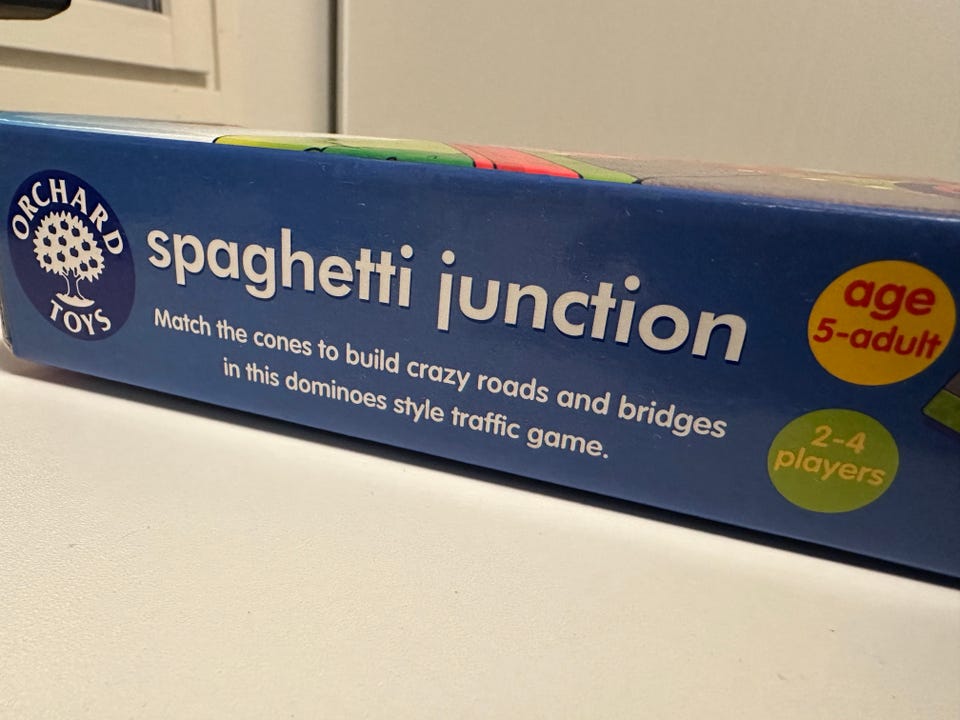 ORCHARD
TOYS
spaghetti junction
Match the cones to build crazy roads and bridges
in this dominoes style traffic game.
age
5-adult
2-4
players